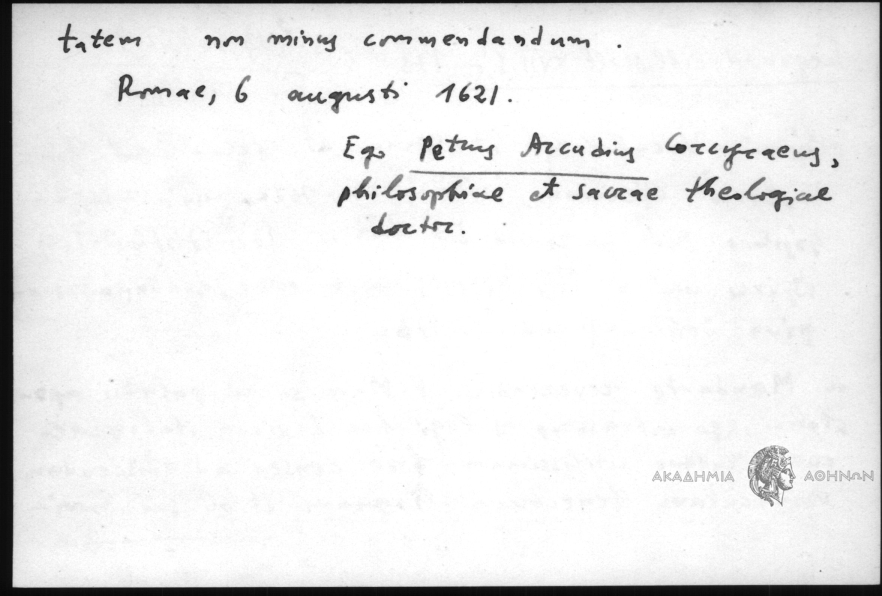 tatem non minus commendandum.
Romae, 6 augusti 1621.
Ego Petrus Arcudius Corcyraeus,
philosophiae et sacrae theologiae
doctor.
ΑΚΑΔΗΜΙΑ ΑΘΗΝΩΝ